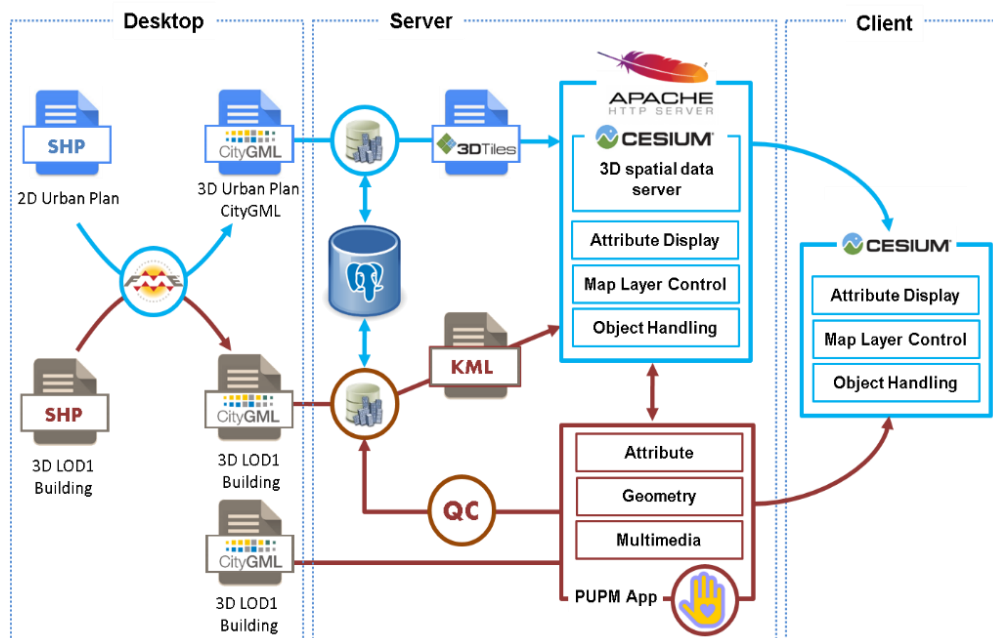 Desktop
Server
Client
SHP
2D Urban Plan
CityGML
3D Urban Plan
CityGML
3DTiles
APACHE
HTTP SERVER
CESIUM
3D spatial data
server
Attribute Display
Map Layer Control
Object Handling
CESIUM
Attribute Display
Map Layer Control
Object Handling
FME
SHP
3D LOD1
Building
CityGML
3D LOD1
Building
KML
QC
Attribute
Geometry
Multimedia
PUPM App
CityGML
3D LOD1
Building